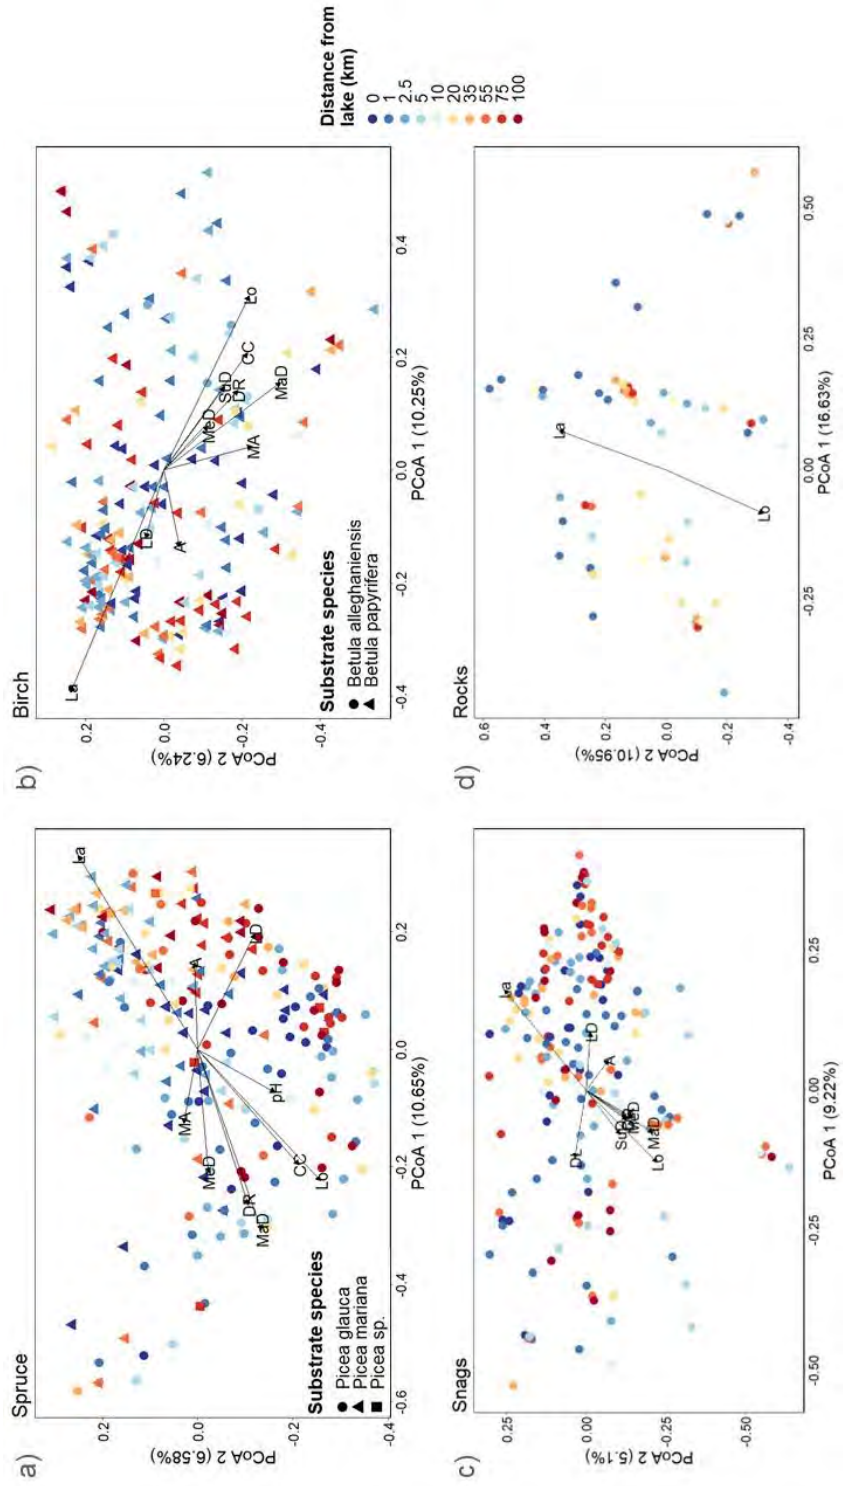 a)
Spruce
PCoA 2 (6.58%)
0.2
0.0
-0.2
-0.4
La
A
LD
MA
MeD
pH
CC
Lo
DR
MaD
Substrate species
Picea glauca
Picea mariana
Picea sp.
-0.6
-0.4
-0.2
0.0
0.2
PCoA 1 (10.65%)
b)
Birch
PCoA 2 (6.24%)
0.2
0.0
-0.2
-0.4
La
LD
A
MeD
SuD
DR
CC
Lo
MaD
MA
Substrate species
Betula alleghaniensis
Betula papyrifera
-0.4
-0.2
0.0
0.2
0.4
PCoA 1 (10.25%)
Distance from
lake (km)
0
1
2.5
5
10
20
35
55
75
100
c)
Snags
PCoA 2 (5.1%)
0.25
0.00
-0.25
-0.50
La
LD
A
DL
SuD
MeD
MaD
Lo
-0.50
-0.25
0.00
0.25
PCoA 1 (9.22%)
d)
Rocks
PCoA 2 (10.95%)
0.6
0.4
0.2
0.0
-0.2
-0.4
La
Lo
-0.25
0.00
0.25
0.50
PCoA 1 (16.63%)